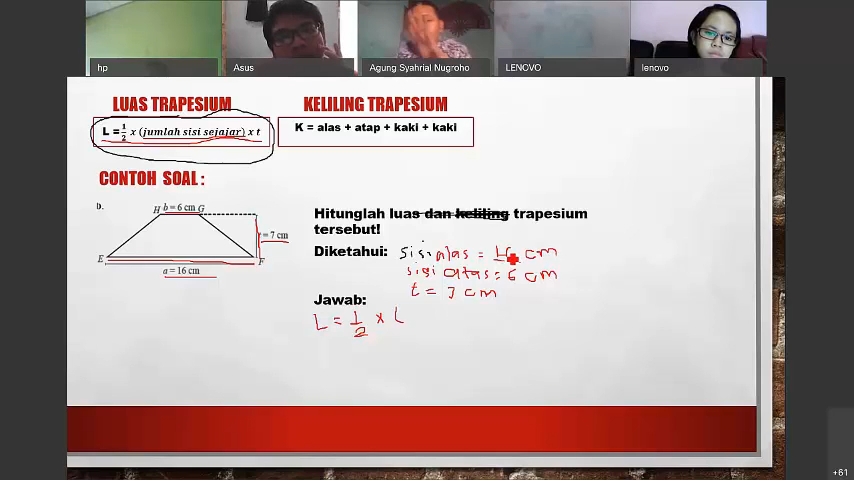 hp
Asus
Agung Syahrial Nugroho
LENOVO
lenovo
LUAS TRAPESIUM
KELILING TRAPESIUM
L = 1/2 x (jumlah sisi sejajar) x t
K = alas + atap + kaki + kaki
CONTOH SOAL :
b.
H b = 6 cm G
= 7 cm
E
F
a = 16 cm
Hitunglah luas dan keliling trapesium
tersebut!
Diketahui: sisi alas = 16 cm
sisi atas = 6 cm
t = 7 cm
Jawab:
L = 1/2 x (
+61